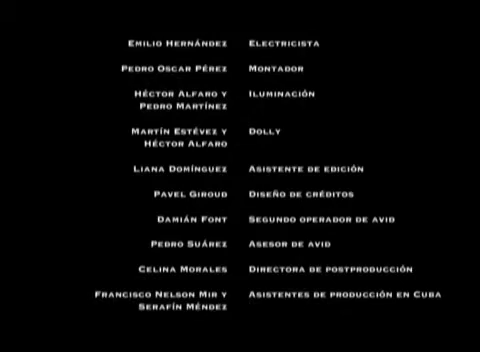 Emilio Hernández Electricista
Pedro Oscar Pérez Montador
Héctor Alfaro y Iluminación
Pedro Martínez
Martín Estévez y Dolly
Héctor Alfaro
Liana Domínguez Asistente de edición
Pavel Giroud Diseño de créditos
Damián Font Segundo operador de avid
Pedro Suárez Asesor de avid
Celina Morales Directora de postproducción
Francisco Nelson Mir y Asistentes de producción en Cuba
Serafín Méndez